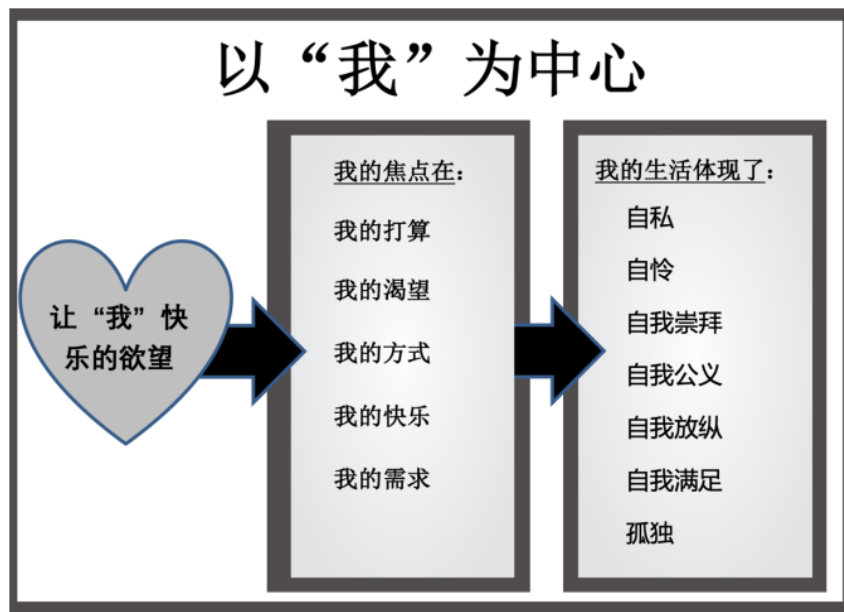 以“我”为中心
让“我”快
乐的欲望
我的焦点在：
我的打算
我的渴望
我的方式
我的快乐
我的需求
我的生活体现了：
自私
自怜
自我崇拜
自我公义
自我放纵
自我满足
孤独